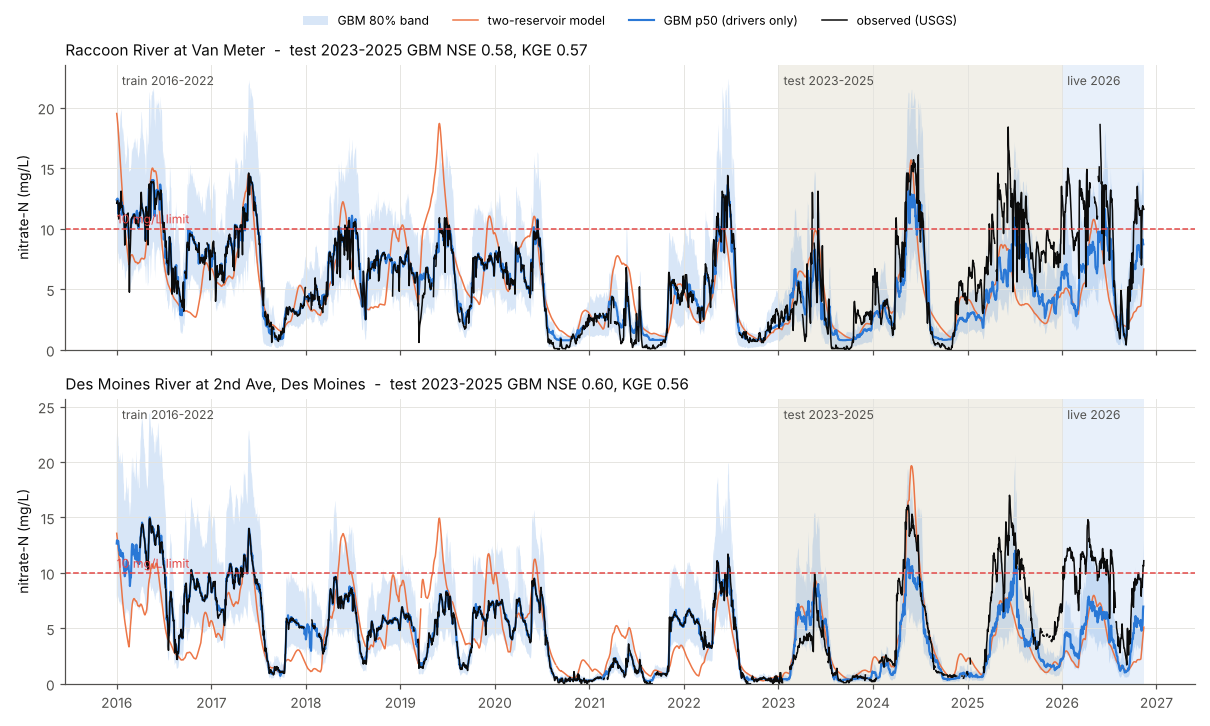 GBM 80% band two-reservoir model GBM p50 (drivers only) observed (USGS)
Raccoon River at Van Meter - test 2023-2025 GBM NSE 0.58, KGE 0.57
train 2016-2022 test 2023-2025 live 2026
20
15
mg/L limit
10
5
0
nitrate-N (mg/L)
Des Moines River at 2nd Ave, Des Moines - test 2023-2025 GBM NSE 0.60, KGE 0.56
25
train 2016-2022 test 2023-2025 live 2026
20
15
mg/L limit
10
5
0
nitrate-N (mg/L)
2016 2017 2018 2019 2020 2021 2022 2023 2024 2025 2026 2027